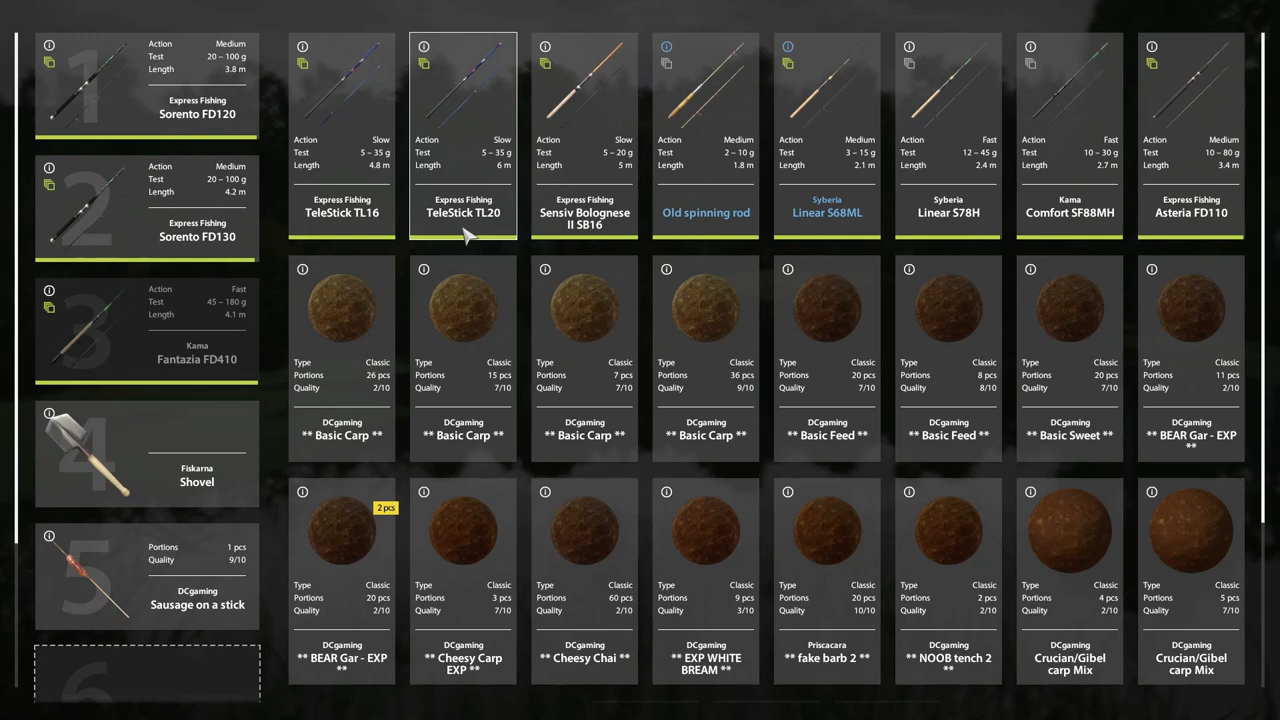 1
Action Medium
Test 20 – 100 g
Length 3.8 m
Express Fishing
Sorento FD120
2
Action Medium
Test 20 – 100 g
Length 4.2 m
Express Fishing
Sorento FD130
3
Action Fast
Test 45 – 180 g
Length 4.1 m
Kama
Fantazia FD410
4
Fiskarna
Shovel
5
Portions 1 pcs
Quality 9/10
DCgaming
Sausage on a stick
6
Action Slow
Test 5 – 35 g
Length 4.8 m
Express Fishing
TeleStick TL16
Action Slow
Test 5 – 35 g
Length 6 m
Express Fishing
TeleStick TL20
Action Slow
Test 5 – 20 g
Length 5 m
Express Fishing
Sensiv Bolognese
II SB16
Action Medium
Test 2 – 10 g
Length 1.8 m
Old spinning rod
Action Medium
Test 3 – 15 g
Length 2.1 m
Syberia
Linear S68ML
Action Fast
Test 12 – 45 g
Length 2.4 m
Syberia
Linear S78H
Action Fast
Test 10 – 30 g
Length 2.7 m
Kama
Comfort SF88MH
Action Medium
Test 10 – 80 g
Length 3.4 m
Express Fishing
Asteria FD110
Type Classic
Portions 26 pcs
Quality 2/10
DCgaming
** Basic Carp **
Type Classic
Portions 15 pcs
Quality 7/10
DCgaming
** Basic Carp **
Type Classic
Portions 7 pcs
Quality 7/10
DCgaming
** Basic Carp **
Type Classic
Portions 36 pcs
Quality 9/10
DCgaming
** Basic Carp **
Type Classic
Portions 20 pcs
Quality 7/10
DCgaming
** Basic Feed **
Type Classic
Portions 8 pcs
Quality 8/10
DCgaming
** Basic Feed **
Type Classic
Portions 20 pcs
Quality 7/10
DCgaming
** Basic Sweet **
Type Classic
Portions 11 pcs
Quality 2/10
DCgaming
** BEAR Gar - EXP
**
2 pcs
Type Classic
Portions 20 pcs
Quality 2/10
DCgaming
** BEAR Gar - EXP
**
Type Classic
Portions 3 pcs
Quality 7/10
DCgaming
** Cheesy Carp
EXP **
Type Classic
Portions 60 pcs
Quality 2/10
DCgaming
** Cheesy Chai **
Type Classic
Portions 9 pcs
Quality 3/10
DCgaming
** EXP WHITE
BREAM **
Type Classic
Portions 20 pcs
Quality 10/10
Priscacara
** fake barb 2 **
Type Classic
Portions 2 pcs
Quality 2/10
DCgaming
** NOOB tench 2
**
Type Classic
Portions 4 pcs
Quality 2/10
DCgaming
Crucian/Gibel
carp Mix
Type Classic
Portions 5 pcs
Quality 7/10
DCgaming
Crucian/Gibel
carp Mix